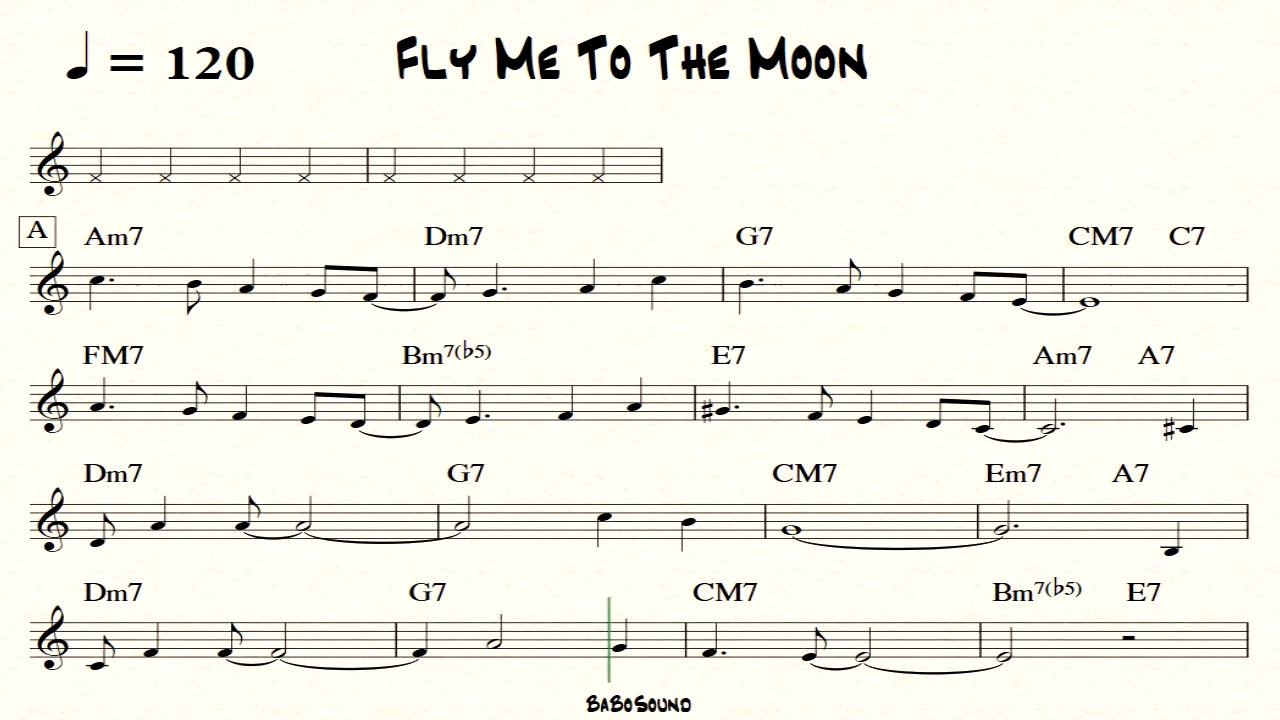 ♩ = 120 Fly Me To The Moon
A Am7 Dm7 G7 CM7 C7
FM7 Bm7(♭5) E7 Am7 A7
Dm7 G7 CM7 Em7 A7
Dm7 G7 CM7 Bm7(♭5) E7
BaBoSound